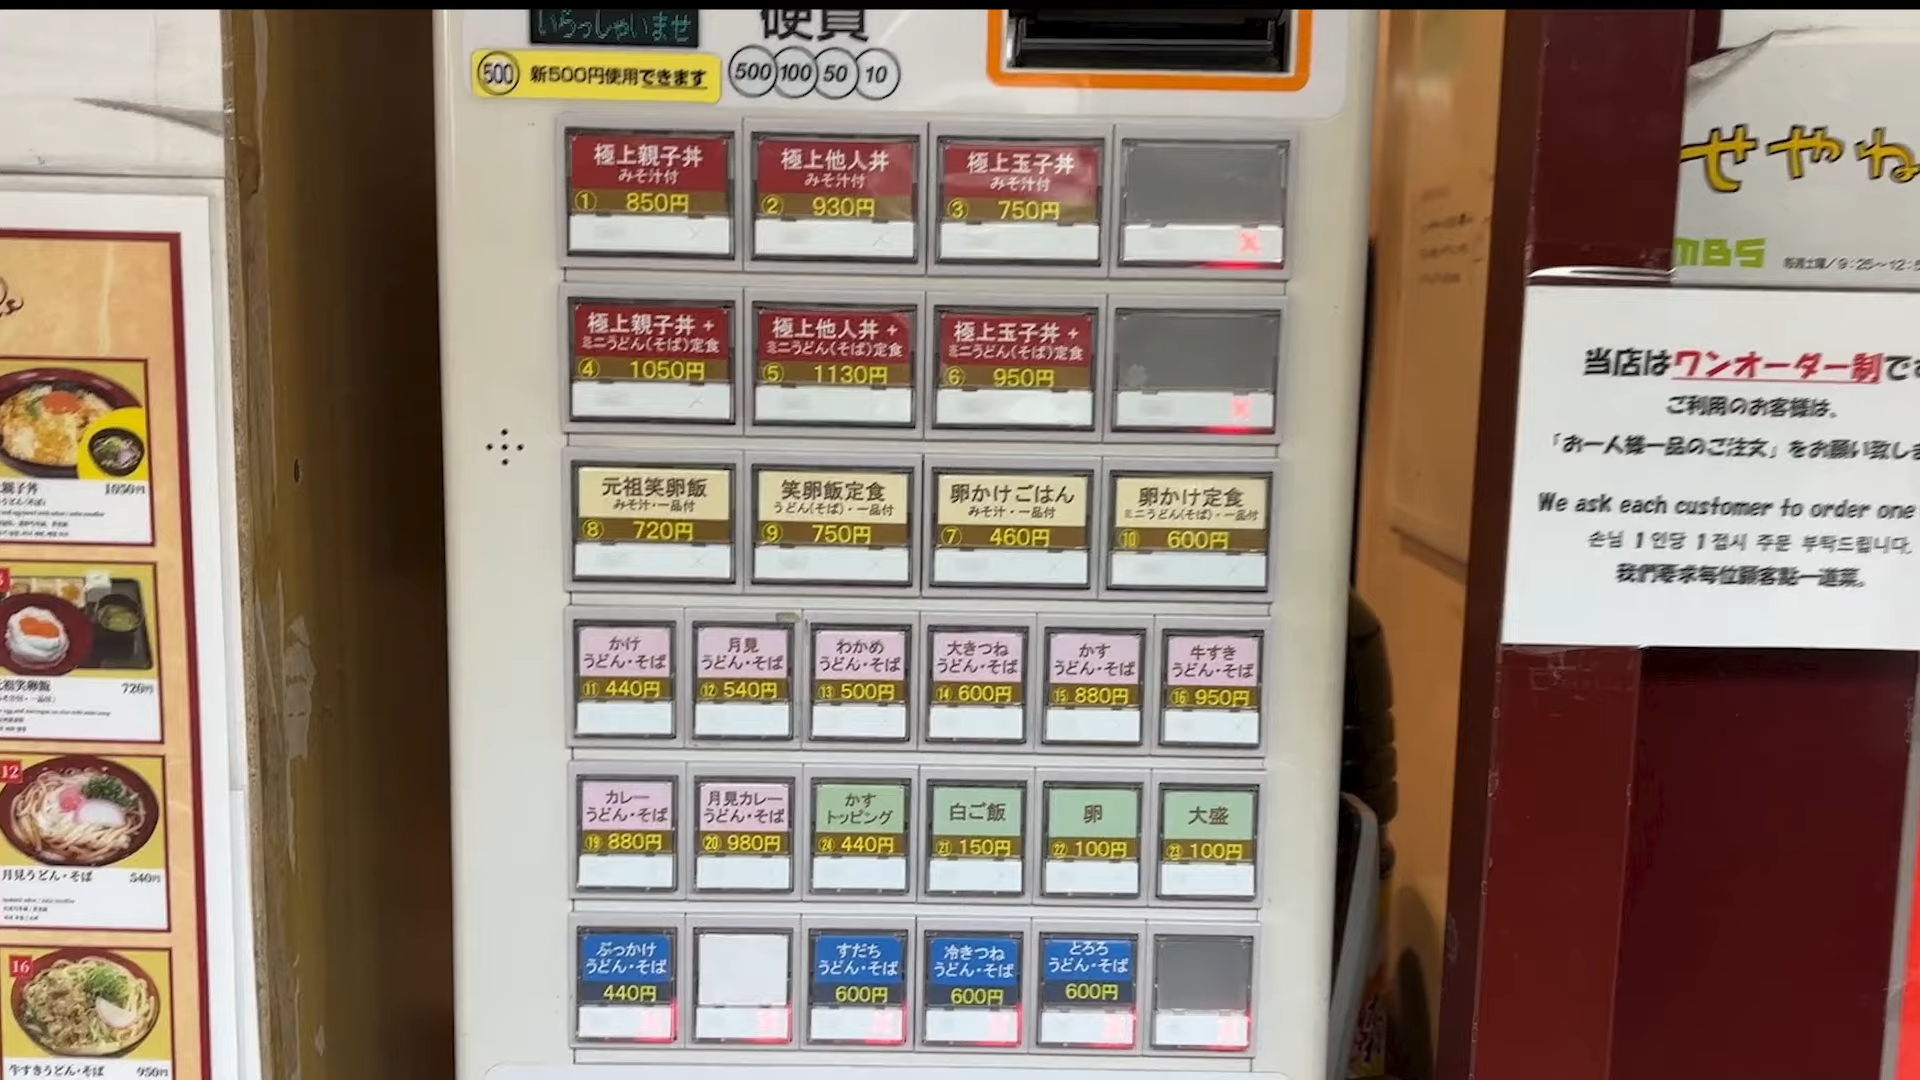 いらっしゃいませ
硬貨
500 新500円使用できます
500 100 50 10
極上親子丼
みそ汁付
① 850円
極上他人丼
みそ汁付
② 930円
極上玉子丼
みそ汁付
③ 750円
極上親子丼+
ミニうどん(そば)定食
④ 1050円
極上他人丼+
ミニうどん(そば)定食
⑤ 1130円
極上玉子丼+
ミニうどん(そば)定食
⑥ 950円
元祖笑卵飯
みそ汁・一品付
⑧ 720円
笑卵飯定食
うどん(そば)・一品付
⑨ 750円
卵かけごはん
みそ汁・一品付
⑦ 460円
卵かけ定食
ミニうどん(そば)・一品付
⑩ 600円
かけ
うどん・そば
⑪ 440円
月見
うどん・そば
⑫ 540円
わかめ
うどん・そば
⑬ 500円
大きつね
うどん・そば
⑭ 600円
かす
うどん・そば
⑮ 880円
牛すき
うどん・そば
⑯ 950円
カレー
うどん・そば
⑲ 880円
月見カレー
うどん・そば
⑳ 980円
かす
トッピング
㉔ 440円
白ご飯
㉑ 150円
卵
㉒ 100円
大盛
㉓ 100円
ぶっかけ
うどん・そば
440円
すだち
うどん・そば
600円
冷きつね
うどん・そば
600円
とろろ
うどん・そば
600円
親子丼 1050円
祖笑卵飯 720円
12
月見うどん・そば 540円
16
牛すきうどん・そば 950円
せやね
MBS 毎週土曜/9:25〜12:5
当店はワンオーダー制です
ご利用のお客様は、
「お一人様一品のご注文」をお願い致しま
We ask each customer to order one
손님 1인당 1접시 주문 부탁드립니다.
我們要求每位顧客點一道菜。